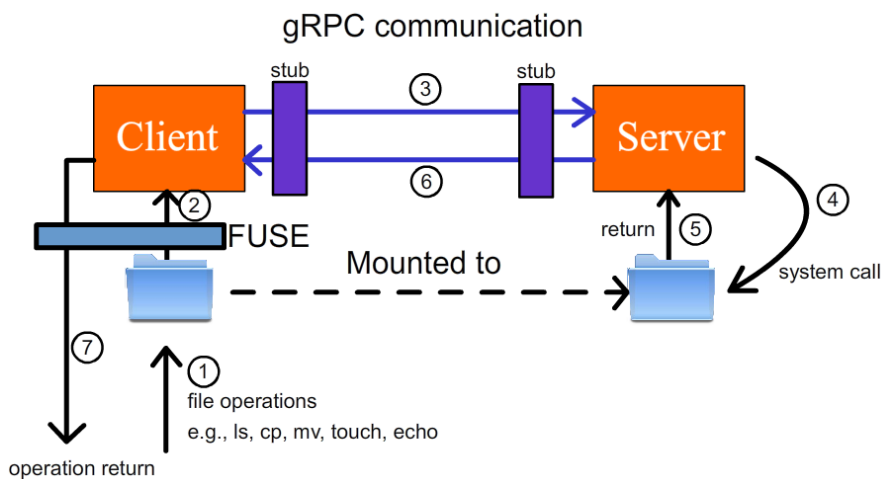 gRPC communication
stub
stub
Client
3
Server
6
2
4
FUSE
return
5
Mounted to
system call
7
1
file operations
e.g., ls, cp, mv, touch, echo
operation return